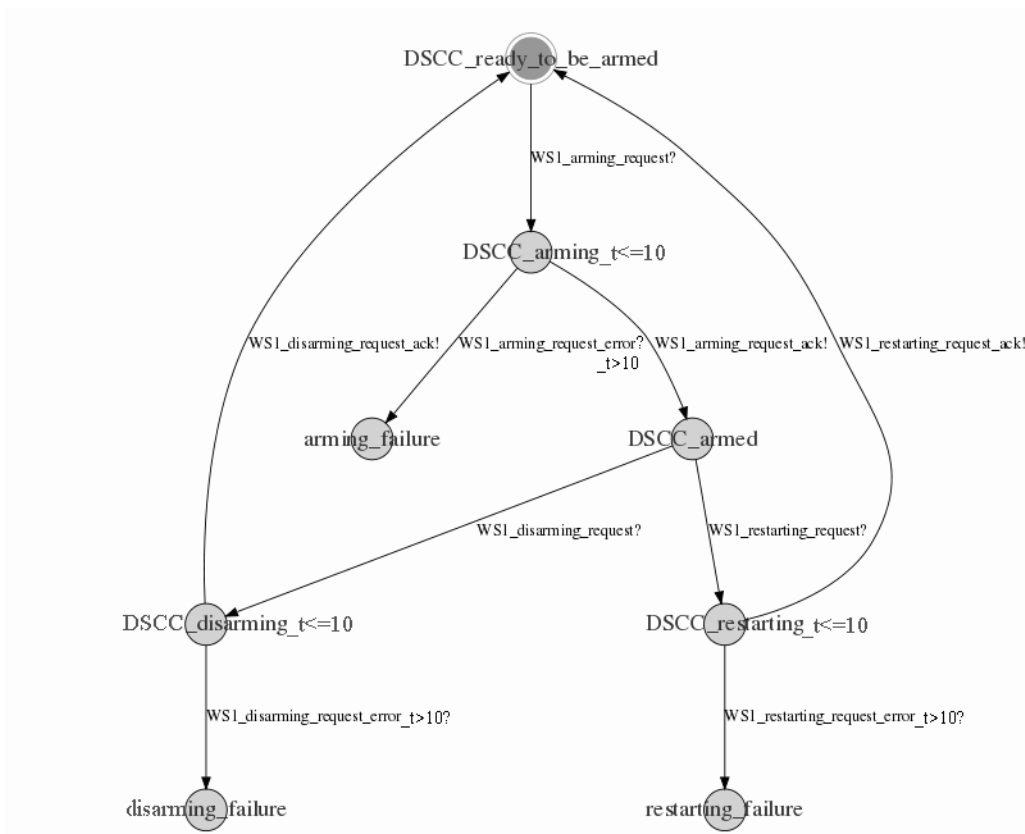 DSCC_ready_to_be_armed
WS1_arming_request?
DSCC_arming_t<=10
WS1_disarming_request_ack!
WS1_arming_request_error?
_t>10
WS1_arming_request_ack!
WS1_restarting_request_ack!
arming_failure
DSCC_armed
WS1_disarming_request?
WS1_restarting_request?
DSCC_disarming_t<=10
DSCC_restarting_t<=10
WS1_disarming_request_error_t>10?
WS1_restarting_request_error_t>10?
disarming_failure
restarting_failure